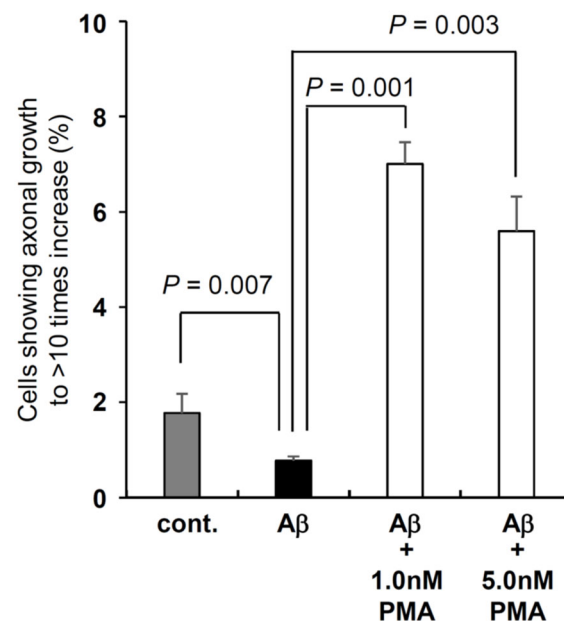 Cells showing axonal growth
to >10 times increase (%)
10
8
6
4
2
0
P = 0.003
P = 0.001
P = 0.007
cont.
Aβ
Aβ
+
1.0nM
PMA
Aβ
+
5.0nM
PMA